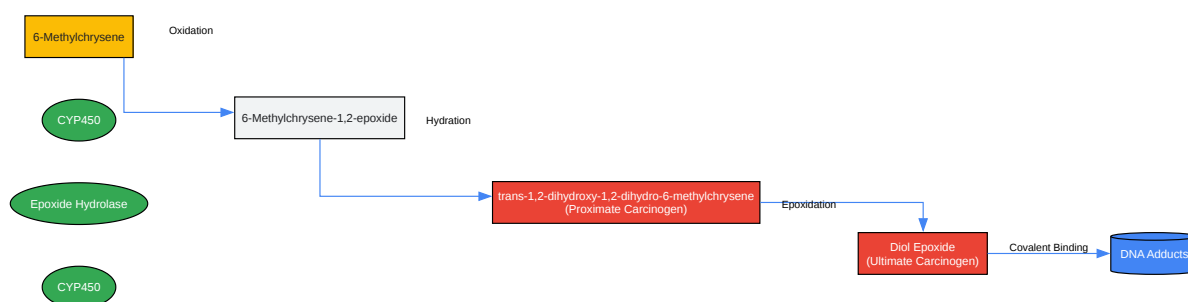 6-Methylchrysene
Oxidation
CYP450
6-Methylchrysene-1,2-epoxide
Hydration
Epoxide Hydrolase
trans-1,2-dihydroxy-1,2-dihydro-6-methylchrysene
(Proximate Carcinogen)
Epoxidation
Diol Epoxide
(Ultimate Carcinogen)
Covalent Binding
DNA Adducts
CYP450